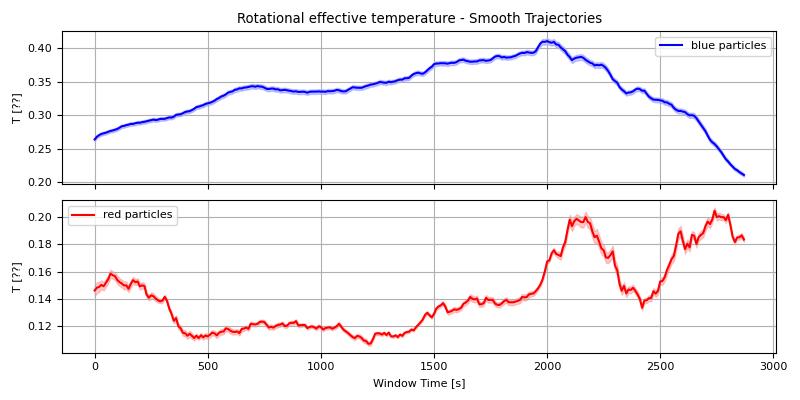 Rotational effective temperature - Smooth Trajectories
blue particles
T [??]
0.40
0.35
0.30
0.25
0.20
red particles
T [??]
0.20
0.18
0.16
0.14
0.12
0 500 1000 1500 2000 2500 3000
Window Time [s]